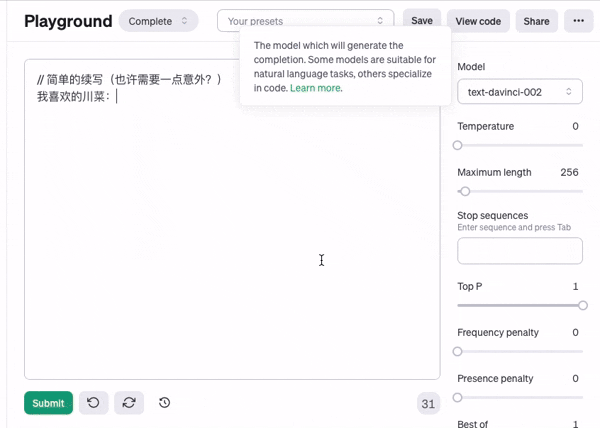 Playground
Complete
Your presets
Save
View code
Share
The model which will generate the
completion. Some models are suitable for
natural language tasks, others specialize
in code. Learn more.
// 简单的续写（也许需要一点意外？）
我喜欢的川菜：
Model
text-davinci-002
Temperature 0
Maximum length 256
Stop sequences
Enter sequence and press Tab
Top P 1
Frequency penalty 0
Presence penalty 0
Best of 1
Submit
31